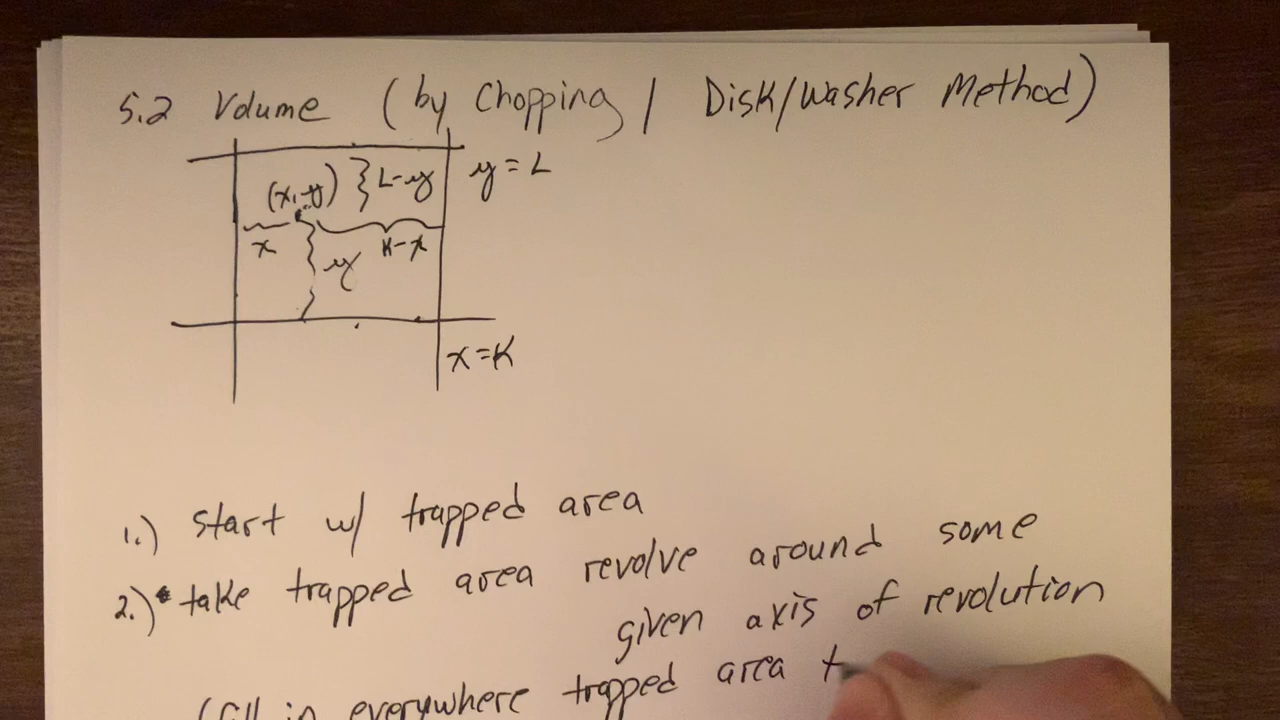 5.2 Volume (by Chopping / Disk/Washer Method)
(x,y) } L-y y = L
x K-x
y
x=K
1.) start w/ trapped area
2.) take trapped area revolve around some
given axis of revolution
(fill in everywhere trapped area t